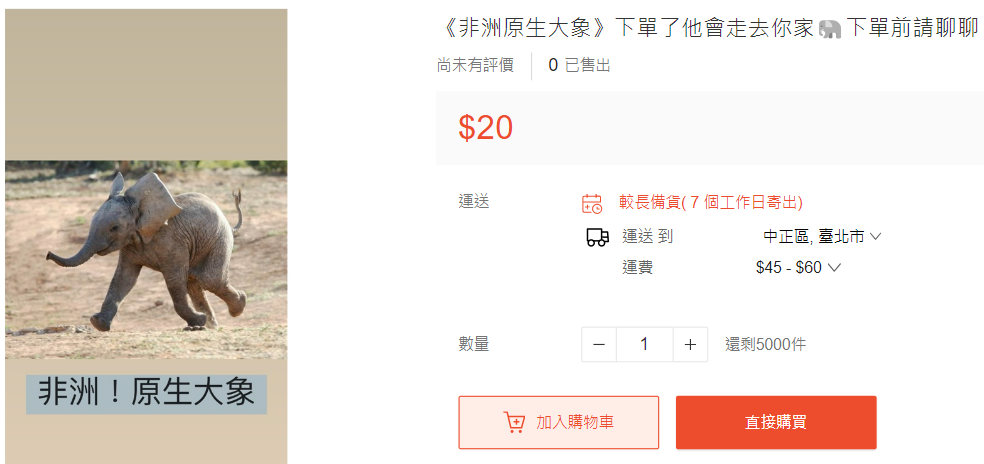 《非洲原生大象》下單了他會走去你家🐘下單前請聊聊
尚未有評價 0 已售出
$20
運送 較長備貨( 7 個工作日寄出)
運送 到 中正區, 臺北市
運費 $45 - $60
數量 1 還剩5000件
加入購物車 直接購買
非洲！原生大象